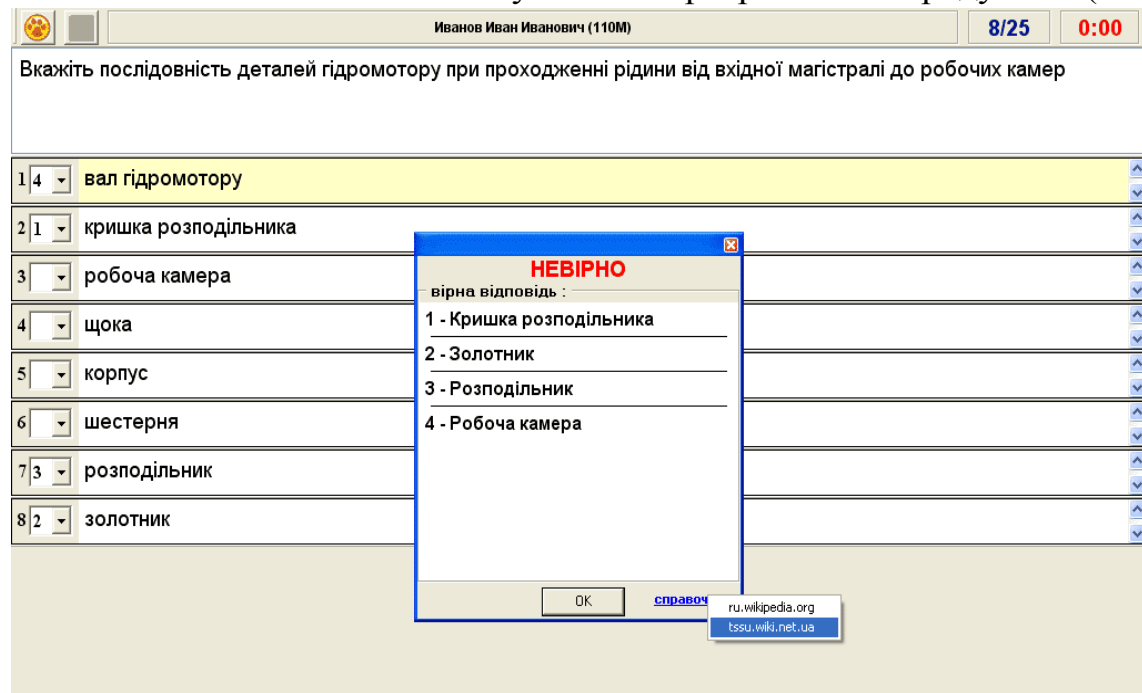 Иванов Иван Иванович (110М)
8/25
0:00
Вкажіть послідовність деталей гідромотору при проходженні рідини від вхідної магістралі до робочих камер
1 4 вал гідромотору
2 1 кришка розподільника
3 робоча камера
4 щока
5 корпус
6 шестерня
7 3 розподільник
8 2 золотник
НЕВІРНО
вірна відповідь :
1 - Кришка розподільника
2 - Золотник
3 - Розподільник
4 - Робоча камера
OK
ru.wikipedia.org
tssu.wiki.net.ua